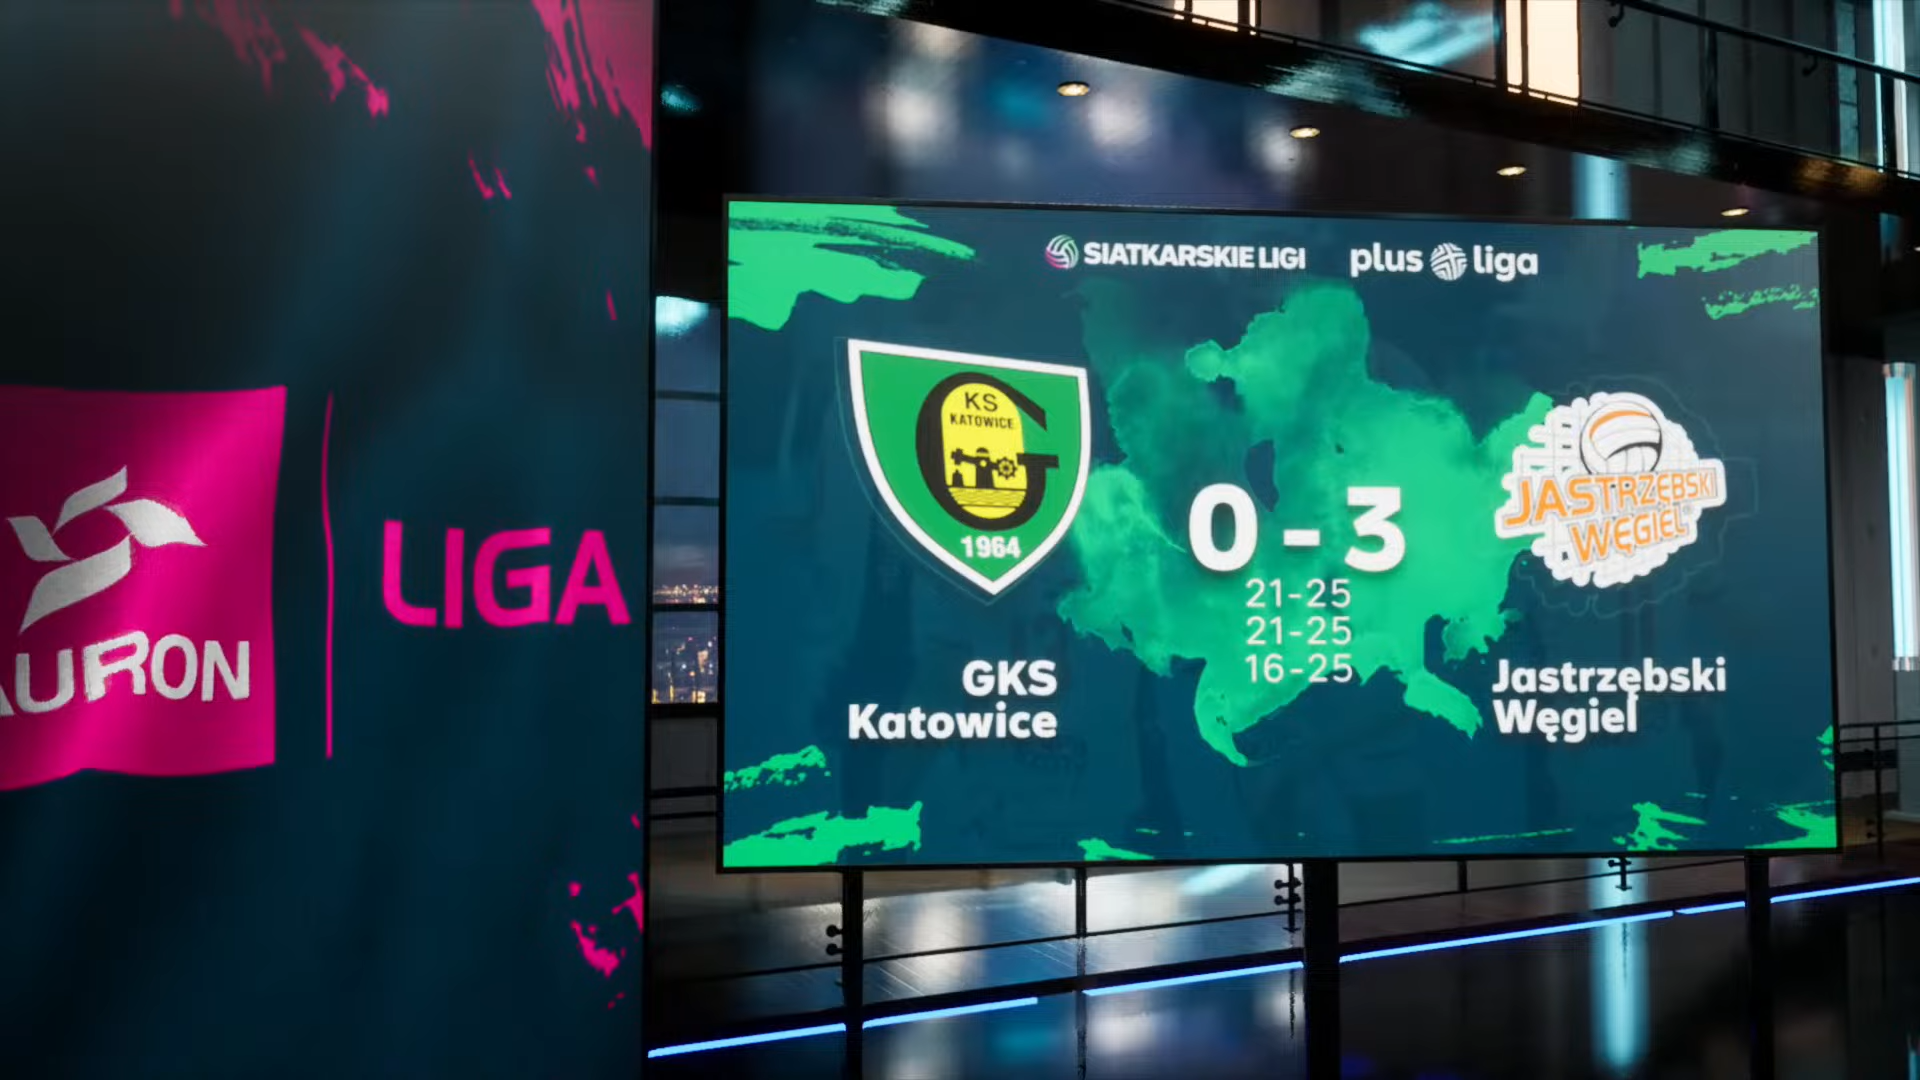 AURON
LIGA
SIATKARSKIE LIGI
plus liga
KS
KATOWICE
1964
JASTRZĘBSKI
WĘGIEL
0 - 3
21-25
21-25
16-25
GKS
Katowice
Jastrzębski
Węgiel